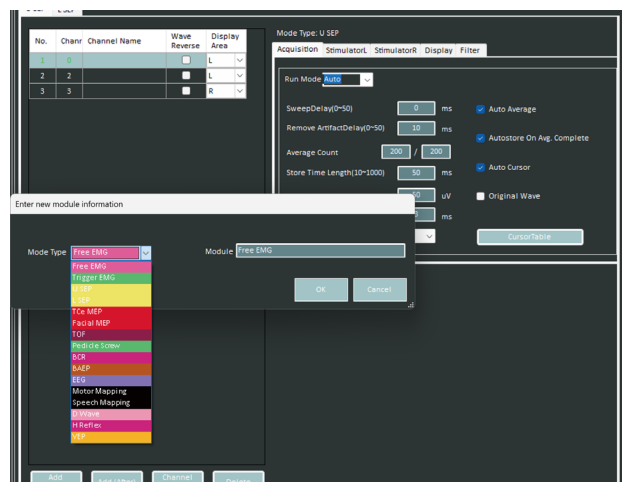 L SEP
Mode Type: U SEP
No. Chanr Channel Name Wave Reverse Display Area
1 0 L
2 2 L
3 3 R
Acquisition StimulatorL StimulatorR Display Filter
Run Mode Auto
SweepDelay(0~50) 0 ms Auto Average
Remove ArtifactDelay(0~50) 10 ms
Autostore On Avg. Complete
Average Count 200 / 200
Store Time Length(10~1000) 50 ms Auto Cursor
uV Original Wave
ms
CursorTable
Enter new module information
Mode Type Free EMG Module Free EMG
OK Cancel
Free EMG
Trigger EMG
U SEP
L SEP
TCe MEP
Facial MEP
TOF
Pedicle Screw
BCR
BAEP
EEG
Motor Mapping
Speech Mapping
D Wave
H Reflex
VEP
Add Channel